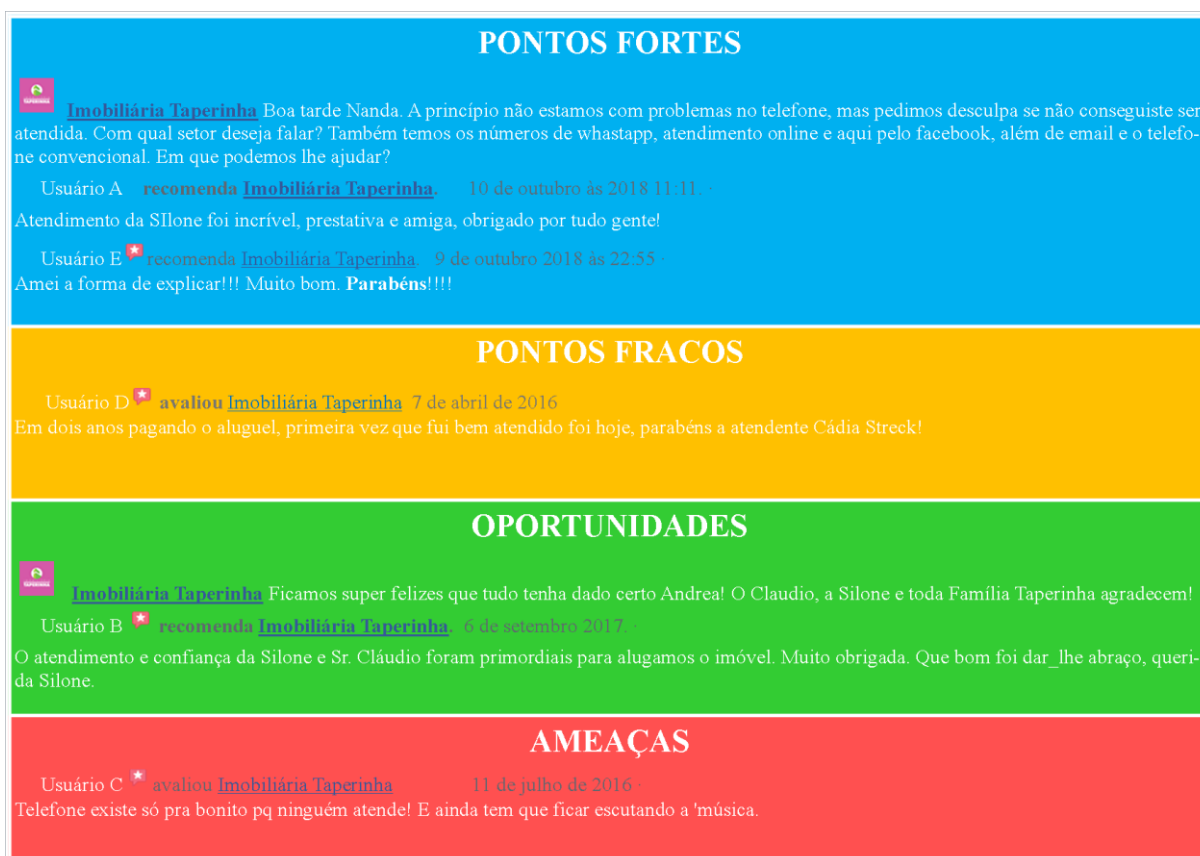 PONTOS FORTES
Imobiliária Taperinha Boa tarde Nanda. A princípio não estamos com problemas no telefone, mas pedimos desculpa se não conseguiste ser
atendida. Com qual setor deseja falar? Também temos os números de whastapp, atendimento online e aqui pelo facebook, além de email e o telefo-
ne convencional. Em que podemos lhe ajudar?
Usuário A recomenda Imobiliária Taperinha. 10 de outubro às 2018 11:11. ·
Atendimento da SIlone foi incrível, prestativa e amiga, obrigado por tudo gente!
Usuário E recomenda Imobiliária Taperinha. 9 de outubro 2018 às 22:55 ·
Amei a forma de explicar!!! Muito bom. Parabéns!!!!
PONTOS FRACOS
Usuário D avaliou Imobiliária Taperinha 7 de abril de 2016
Em dois anos pagando o aluguel, primeira vez que fui bem atendido foi hoje, parabéns a atendente Cádia Streck!
OPORTUNIDADES
Imobiliária Taperinha Ficamos super felizes que tudo tenha dado certo Andrea! O Claudio, a Silone e toda Família Taperinha agradecem!
Usuário B recomenda Imobiliária Taperinha. 6 de setembro 2017. ·
O atendimento e confiança da Silone e Sr. Cláudio foram primordiais para alugamos o imóvel. Muito obrigada. Que bom foi dar_lhe abraço, queri-
da Silone.
AMEAÇAS
Usuário C avaliou Imobiliária Taperinha 11 de julho de 2016 ·
Telefone existe só pra bonito pq ninguém atende! E ainda tem que ficar escutando a 'música.